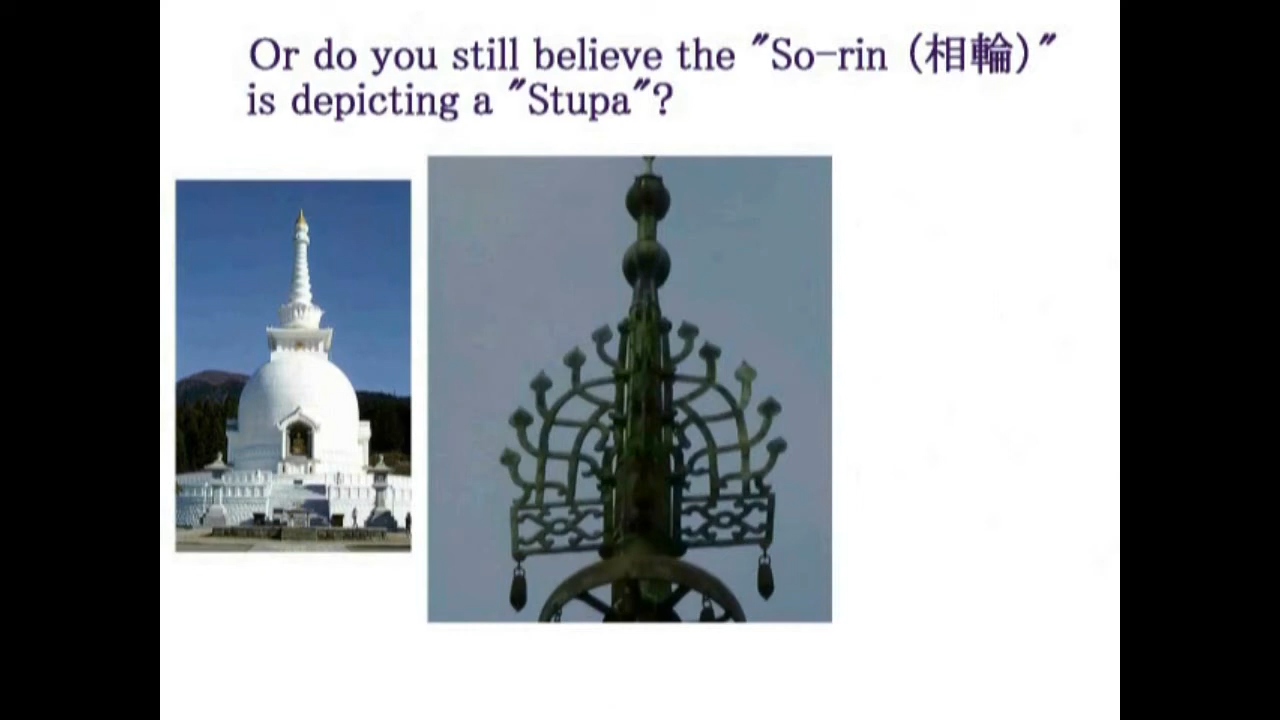 Or do you still believe the "So-rin (相輪)"
is depicting a "Stupa"?